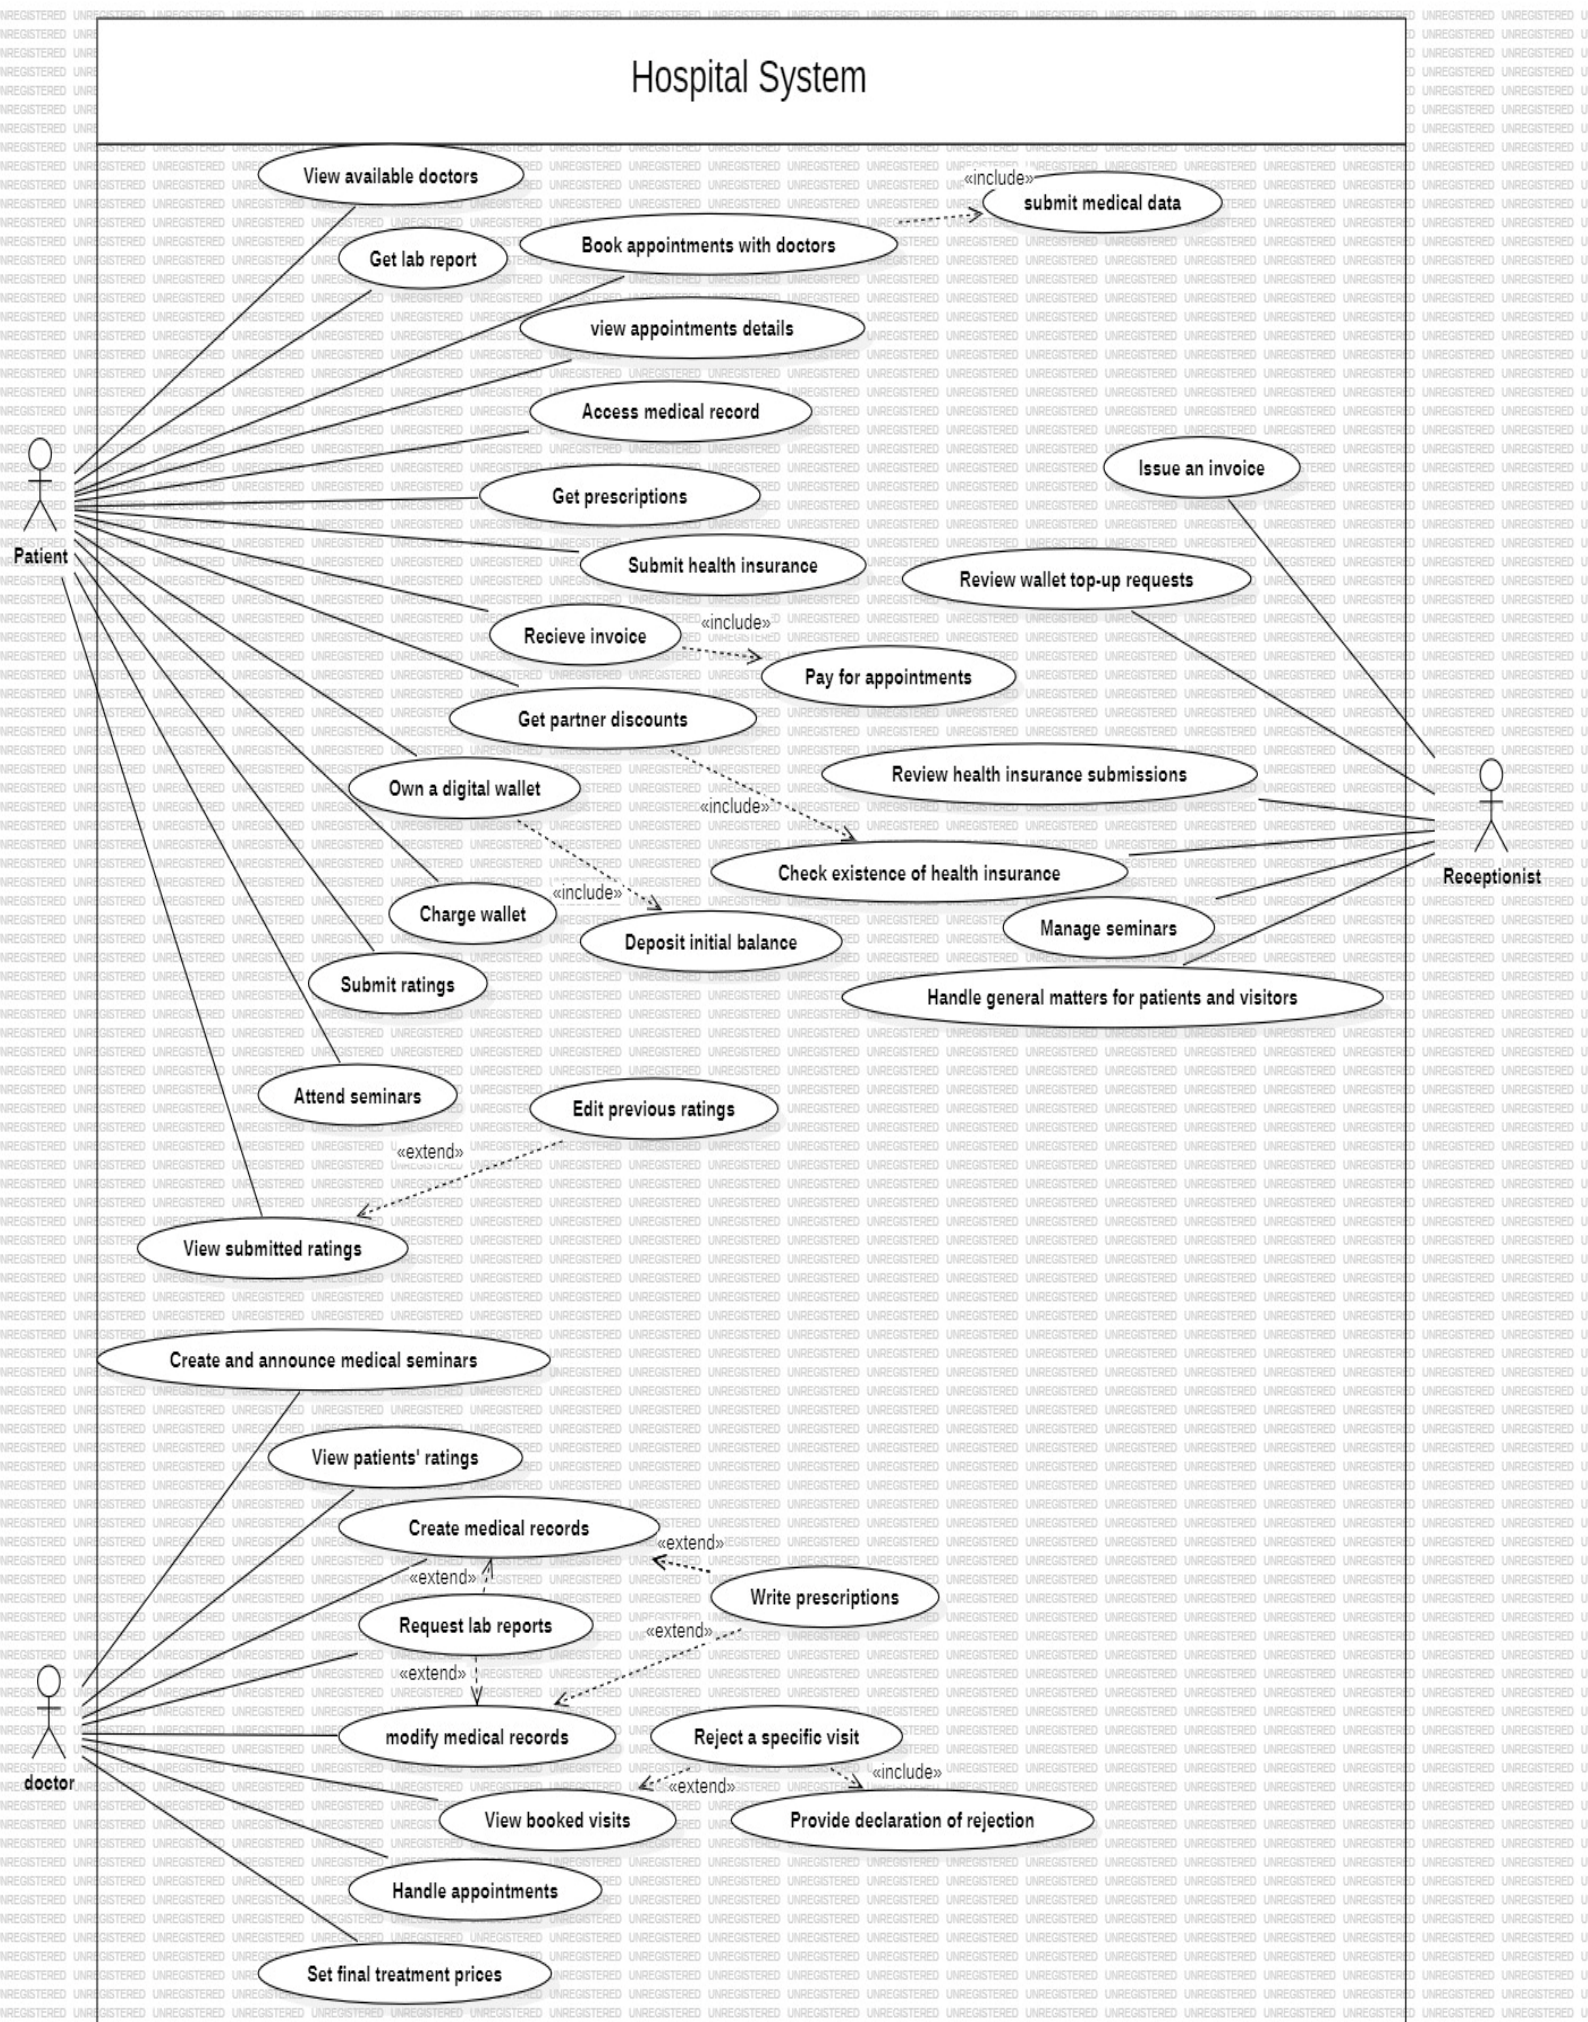 Hospital System
View available doctors
«include»
submit medical data
Book appointments with doctors
Get lab report
view appointments details
Access medical record
Issue an invoice
Get prescriptions
Patient
Submit health insurance
Review wallet top-up requests
«include»
Recieve invoice
Pay for appointments
Get partner discounts
Review health insurance submissions
Own a digital wallet
«include»
Check existence of health insurance
Receptionist
«include»
Charge wallet
Manage seminars
Deposit initial balance
Submit ratings
Handle general matters for patients and visitors
Attend seminars
Edit previous ratings
«extend»
View submitted ratings
Create and announce medical seminars
View patients' ratings
Create medical records
«extend»
«extend»
Write prescriptions
Request lab reports
«extend»
«extend»
modify medical records
Reject a specific visit
doctor
«extend»
«include»
View booked visits
Provide declaration of rejection
Handle appointments
Set final treatment prices
UNREGISTERED